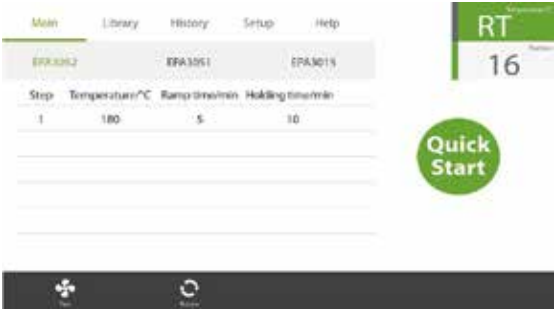 Main Library History Setup Help
EPA3052 EPA3051 EPA3015
Step Temperature/°C Ramp time/min Holding time/min
1 180 5 10
RT
16
Quick
Start